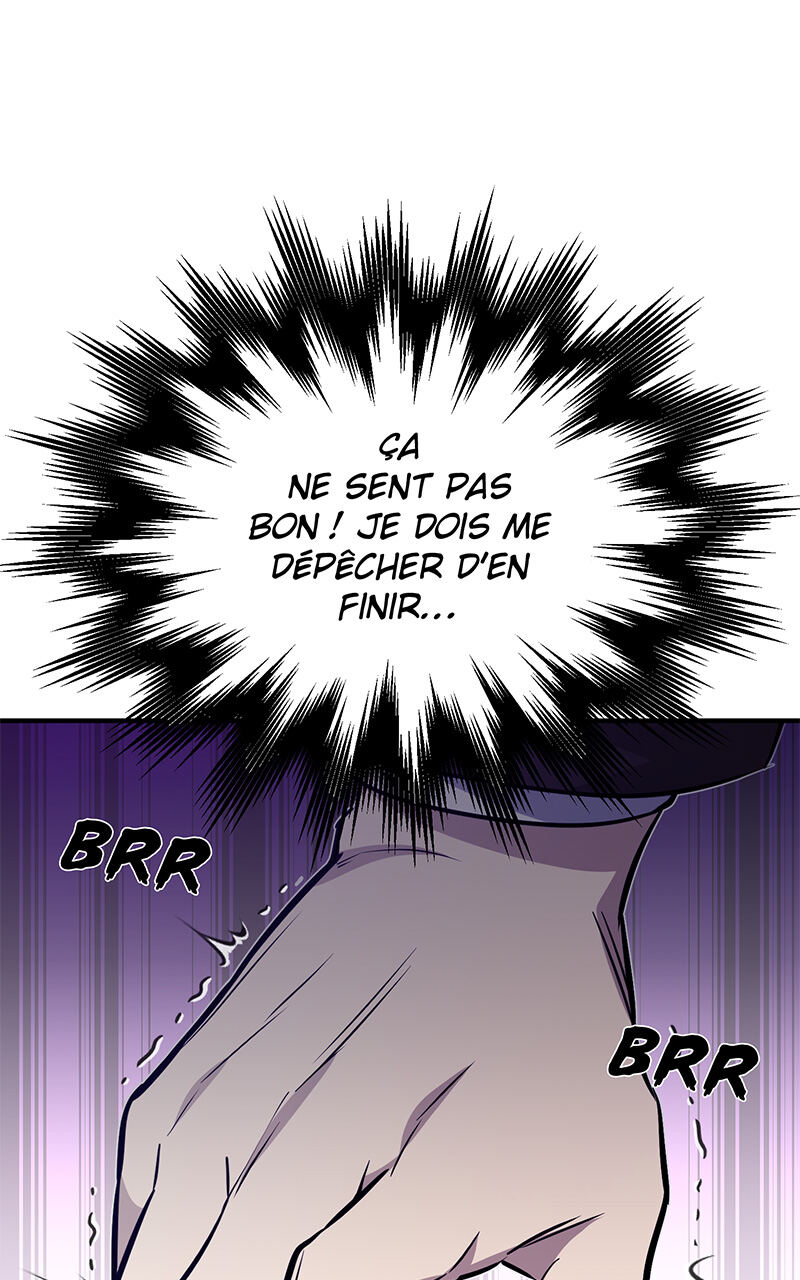 ÇA
NE SENT PAS
BON ! JE DOIS ME
DÉPÊCHER D'EN
FINIR...
BRR
BRR